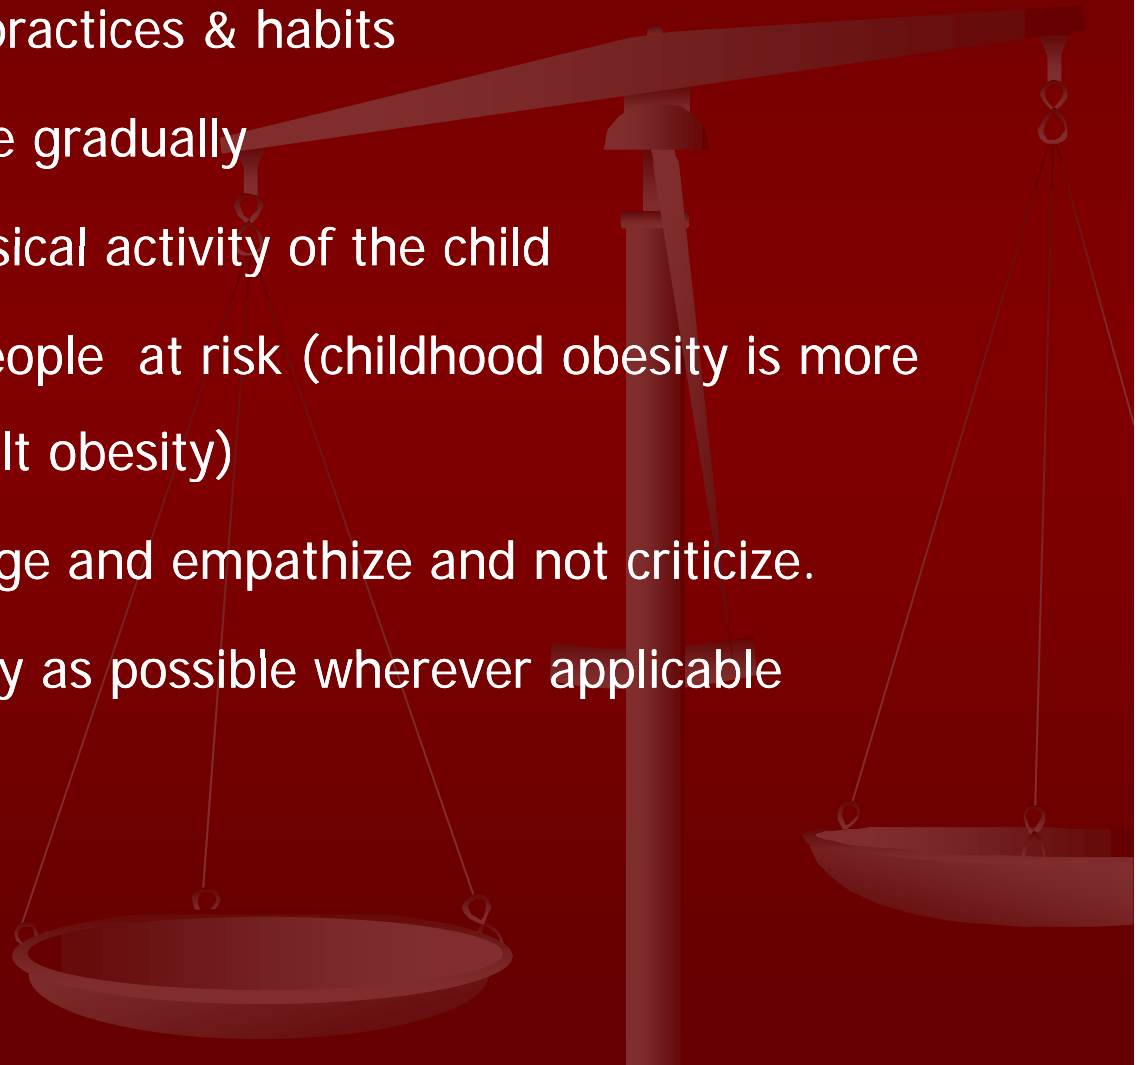 practices & habits
e gradually
sical activity of the child
eople at risk (childhood obesity is more
lt obesity)
ge and empathize and not criticize.
y as possible wherever applicable